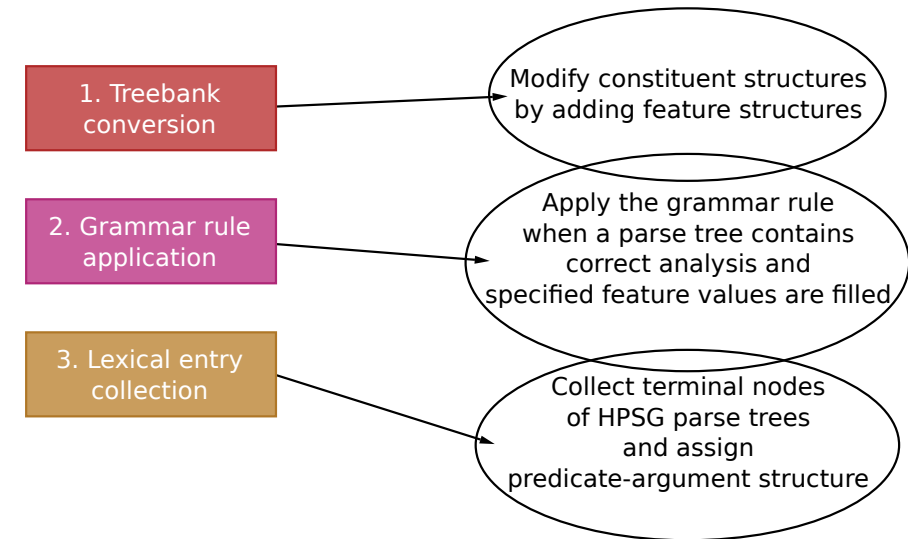 1. Treebank
conversion
Modify constituent structures
by adding feature structures
2. Grammar rule
application
Apply the grammar rule
when a parse tree contains
correct analysis and
specified feature values are filled
3. Lexical entry
collection
Collect terminal nodes
of HPSG parse trees
and assign
predicate-argument structure